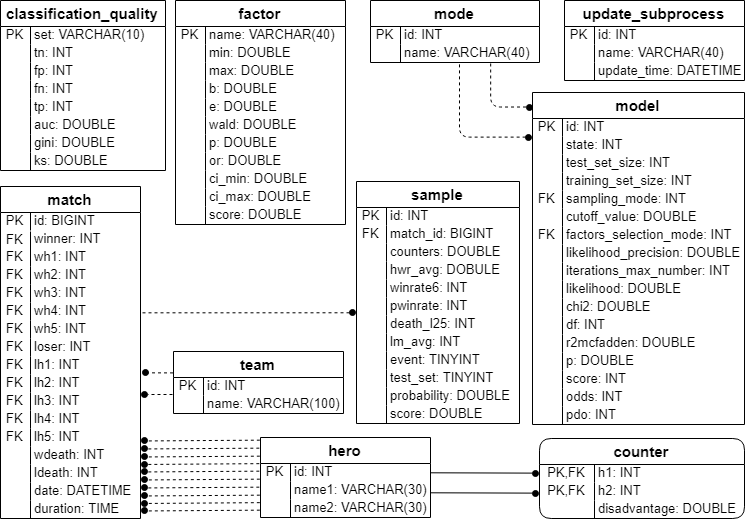 classification_quality
PK set: VARCHAR(10)
tn: INT
fp: INT
fn: INT
tp: INT
auc: DOUBLE
gini: DOUBLE
ks: DOUBLE
factor
PK name: VARCHAR(40)
min: DOUBLE
max: DOUBLE
b: DOUBLE
e: DOUBLE
wald: DOUBLE
p: DOUBLE
or: DOUBLE
ci_min: DOUBLE
ci_max: DOUBLE
score: DOUBLE
mode
PK id: INT
name: VARCHAR(40)
update_subprocess
PK id: INT
name: VARCHAR(40)
update_time: DATETIME
model
PK id: INT
state: INT
test_set_size: INT
training_set_size: INT
FK sampling_mode: INT
cutoff_value: DOUBLE
FK factors_selection_mode: INT
likelihood_precision: DOUBLE
iterations_max_number: INT
likelihood: DOUBLE
chi2: DOUBLE
df: INT
r2mcfadden: DOUBLE
p: DOUBLE
score: INT
odds: INT
pdo: INT
match
PK id: BIGINT
FK winner: INT
FK wh1: INT
FK wh2: INT
FK wh3: INT
FK wh4: INT
FK wh5: INT
FK loser: INT
FK lh1: INT
FK lh2: INT
FK lh3: INT
FK lh4: INT
FK lh5: INT
wdeath: INT
ldeath: INT
date: DATETIME
duration: TIME
sample
PK id: INT
FK match_id: BIGINT
counters: DOUBLE
hwr_avg: DOBULE
winrate6: INT
pwinrate: INT
death_l25: INT
lm_avg: INT
event: TINYINT
test_set: TINYINT
probability: DOUBLE
score: DOUBLE
team
PK id: INT
name: VARCHAR(100)
hero
PK id: INT
name1: VARCHAR(30)
name2: VARCHAR(30)
counter
PK,FK h1: INT
PK,FK h2: INT
disadvantage: DOUBLE